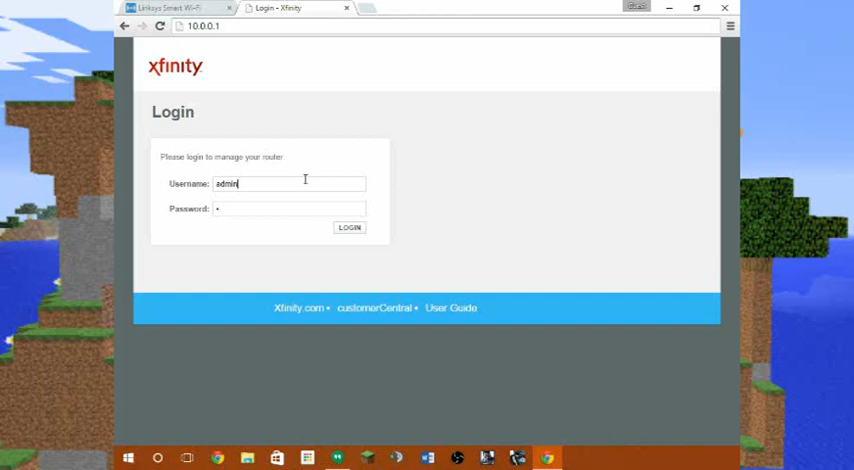 Linksys Smart Wi-Fi
Login - Xfinity
Guest
10.0.0.1
xfinity
Login
Please login to manage your router
Username: admin
Password: •
LOGIN
Xfinity.com • customerCentral • User Guide